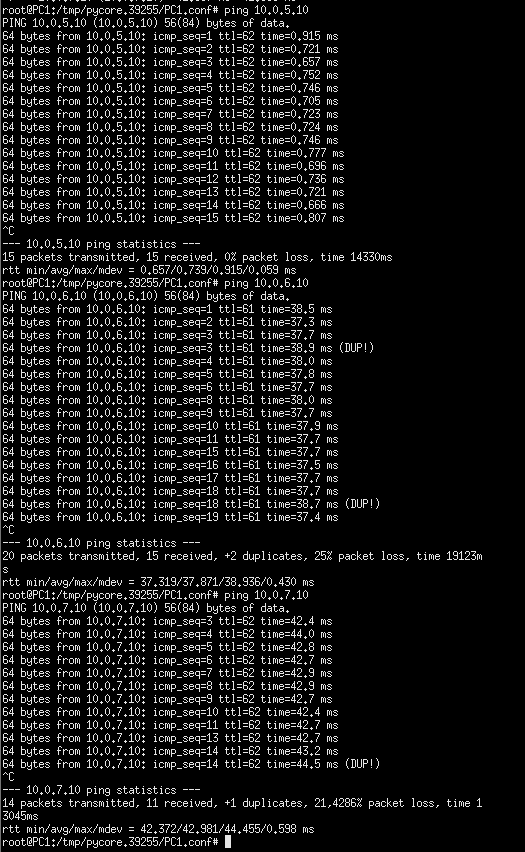 root@PC1:/tmp/pycore.39255/PC1.conf# ping 10.0.5.10
PING 10.0.5.10 (10.0.5.10) 56(84) bytes of data.
64 bytes from 10.0.5.10: icmp_seq=1 ttl=62 time=0.915 ms
64 bytes from 10.0.5.10: icmp_seq=2 ttl=62 time=0.721 ms
64 bytes from 10.0.5.10: icmp_seq=3 ttl=62 time=0.657 ms
64 bytes from 10.0.5.10: icmp_seq=4 ttl=62 time=0.752 ms
64 bytes from 10.0.5.10: icmp_seq=5 ttl=62 time=0.746 ms
64 bytes from 10.0.5.10: icmp_seq=6 ttl=62 time=0.705 ms
64 bytes from 10.0.5.10: icmp_seq=7 ttl=62 time=0.723 ms
64 bytes from 10.0.5.10: icmp_seq=8 ttl=62 time=0.724 ms
64 bytes from 10.0.5.10: icmp_seq=9 ttl=62 time=0.746 ms
64 bytes from 10.0.5.10: icmp_seq=10 ttl=62 time=0.777 ms
64 bytes from 10.0.5.10: icmp_seq=11 ttl=62 time=0.696 ms
64 bytes from 10.0.5.10: icmp_seq=12 ttl=62 time=0.736 ms
64 bytes from 10.0.5.10: icmp_seq=13 ttl=62 time=0.721 ms
64 bytes from 10.0.5.10: icmp_seq=14 ttl=62 time=0.666 ms
64 bytes from 10.0.5.10: icmp_seq=15 ttl=62 time=0.807 ms
^C
--- 10.0.5.10 ping statistics ---
15 packets transmitted, 15 received, 0% packet loss, time 14330ms
rtt min/avg/max/mdev = 0.657/0.739/0.915/0.059 ms
root@PC1:/tmp/pycore.39255/PC1.conf# ping 10.0.6.10
PING 10.0.6.10 (10.0.6.10) 56(84) bytes of data.
64 bytes from 10.0.6.10: icmp_seq=1 ttl=61 time=38.5 ms
64 bytes from 10.0.6.10: icmp_seq=2 ttl=61 time=37.3 ms
64 bytes from 10.0.6.10: icmp_seq=3 ttl=61 time=37.7 ms
64 bytes from 10.0.6.10: icmp_seq=3 ttl=61 time=38.9 ms (DUP!)
64 bytes from 10.0.6.10: icmp_seq=4 ttl=61 time=38.0 ms
64 bytes from 10.0.6.10: icmp_seq=5 ttl=61 time=37.8 ms
64 bytes from 10.0.6.10: icmp_seq=6 ttl=61 time=37.7 ms
64 bytes from 10.0.6.10: icmp_seq=8 ttl=61 time=38.0 ms
64 bytes from 10.0.6.10: icmp_seq=9 ttl=61 time=37.7 ms
64 bytes from 10.0.6.10: icmp_seq=10 ttl=61 time=37.9 ms
64 bytes from 10.0.6.10: icmp_seq=11 ttl=61 time=37.7 ms
64 bytes from 10.0.6.10: icmp_seq=15 ttl=61 time=37.7 ms
64 bytes from 10.0.6.10: icmp_seq=16 ttl=61 time=37.5 ms
64 bytes from 10.0.6.10: icmp_seq=17 ttl=61 time=37.7 ms
64 bytes from 10.0.6.10: icmp_seq=18 ttl=61 time=37.7 ms
64 bytes from 10.0.6.10: icmp_seq=18 ttl=61 time=38.7 ms (DUP!)
64 bytes from 10.0.6.10: icmp_seq=19 ttl=61 time=37.4 ms
^C
--- 10.0.6.10 ping statistics ---
20 packets transmitted, 15 received, +2 duplicates, 25% packet loss, time 19123m
s
rtt min/avg/max/mdev = 37.319/37.871/38.936/0.430 ms
root@PC1:/tmp/pycore.39255/PC1.conf# ping 10.0.7.10
PING 10.0.7.10 (10.0.7.10) 56(84) bytes of data.
64 bytes from 10.0.7.10: icmp_seq=3 ttl=62 time=42.4 ms
64 bytes from 10.0.7.10: icmp_seq=4 ttl=62 time=44.0 ms
64 bytes from 10.0.7.10: icmp_seq=5 ttl=62 time=42.8 ms
64 bytes from 10.0.7.10: icmp_seq=6 ttl=62 time=42.7 ms
64 bytes from 10.0.7.10: icmp_seq=7 ttl=62 time=42.9 ms
64 bytes from 10.0.7.10: icmp_seq=8 ttl=62 time=42.9 ms
64 bytes from 10.0.7.10: icmp_seq=9 ttl=62 time=42.7 ms
64 bytes from 10.0.7.10: icmp_seq=10 ttl=62 time=42.4 ms
64 bytes from 10.0.7.10: icmp_seq=11 ttl=62 time=42.7 ms
64 bytes from 10.0.7.10: icmp_seq=13 ttl=62 time=42.7 ms
64 bytes from 10.0.7.10: icmp_seq=14 ttl=62 time=43.2 ms
64 bytes from 10.0.7.10: icmp_seq=14 ttl=62 time=44.5 ms (DUP!)
^C
--- 10.0.7.10 ping statistics ---
14 packets transmitted, 11 received, +1 duplicates, 21,4286% packet loss, time 1
3045ms
rtt min/avg/max/mdev = 42.372/42.981/44.455/0.598 ms
root@PC1:/tmp/pycore.39255/PC1.conf#